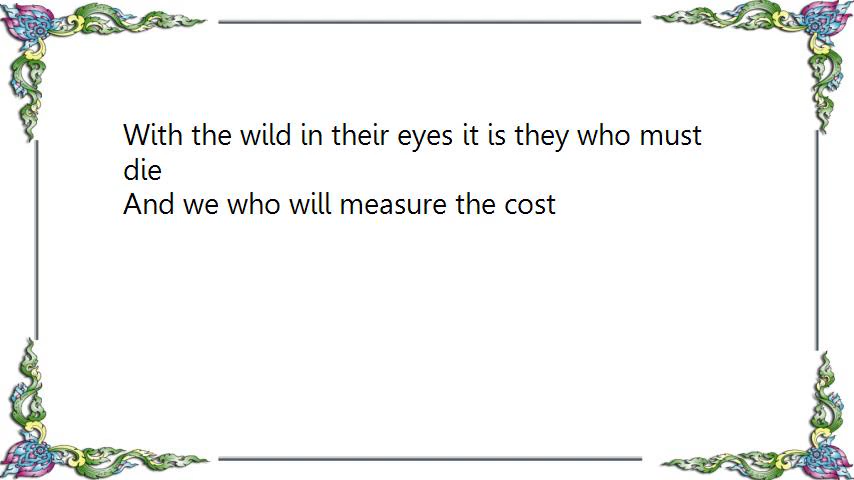 With the wild in their eyes it is they who must
die
And we who will measure the cost